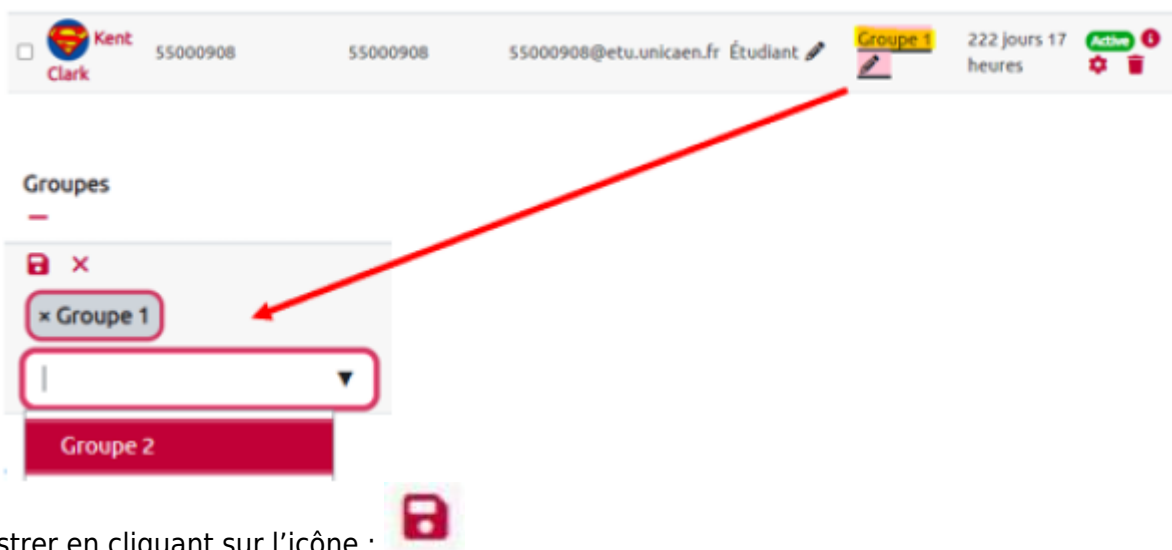 Kent Clark 55000908 55000908 55000908@etu.unicaen.fr Étudiant Groupe 1 222 jours 17 heures Active
Groupes
× Groupe 1
Groupe 2
strer en cliquant sur l’icône :